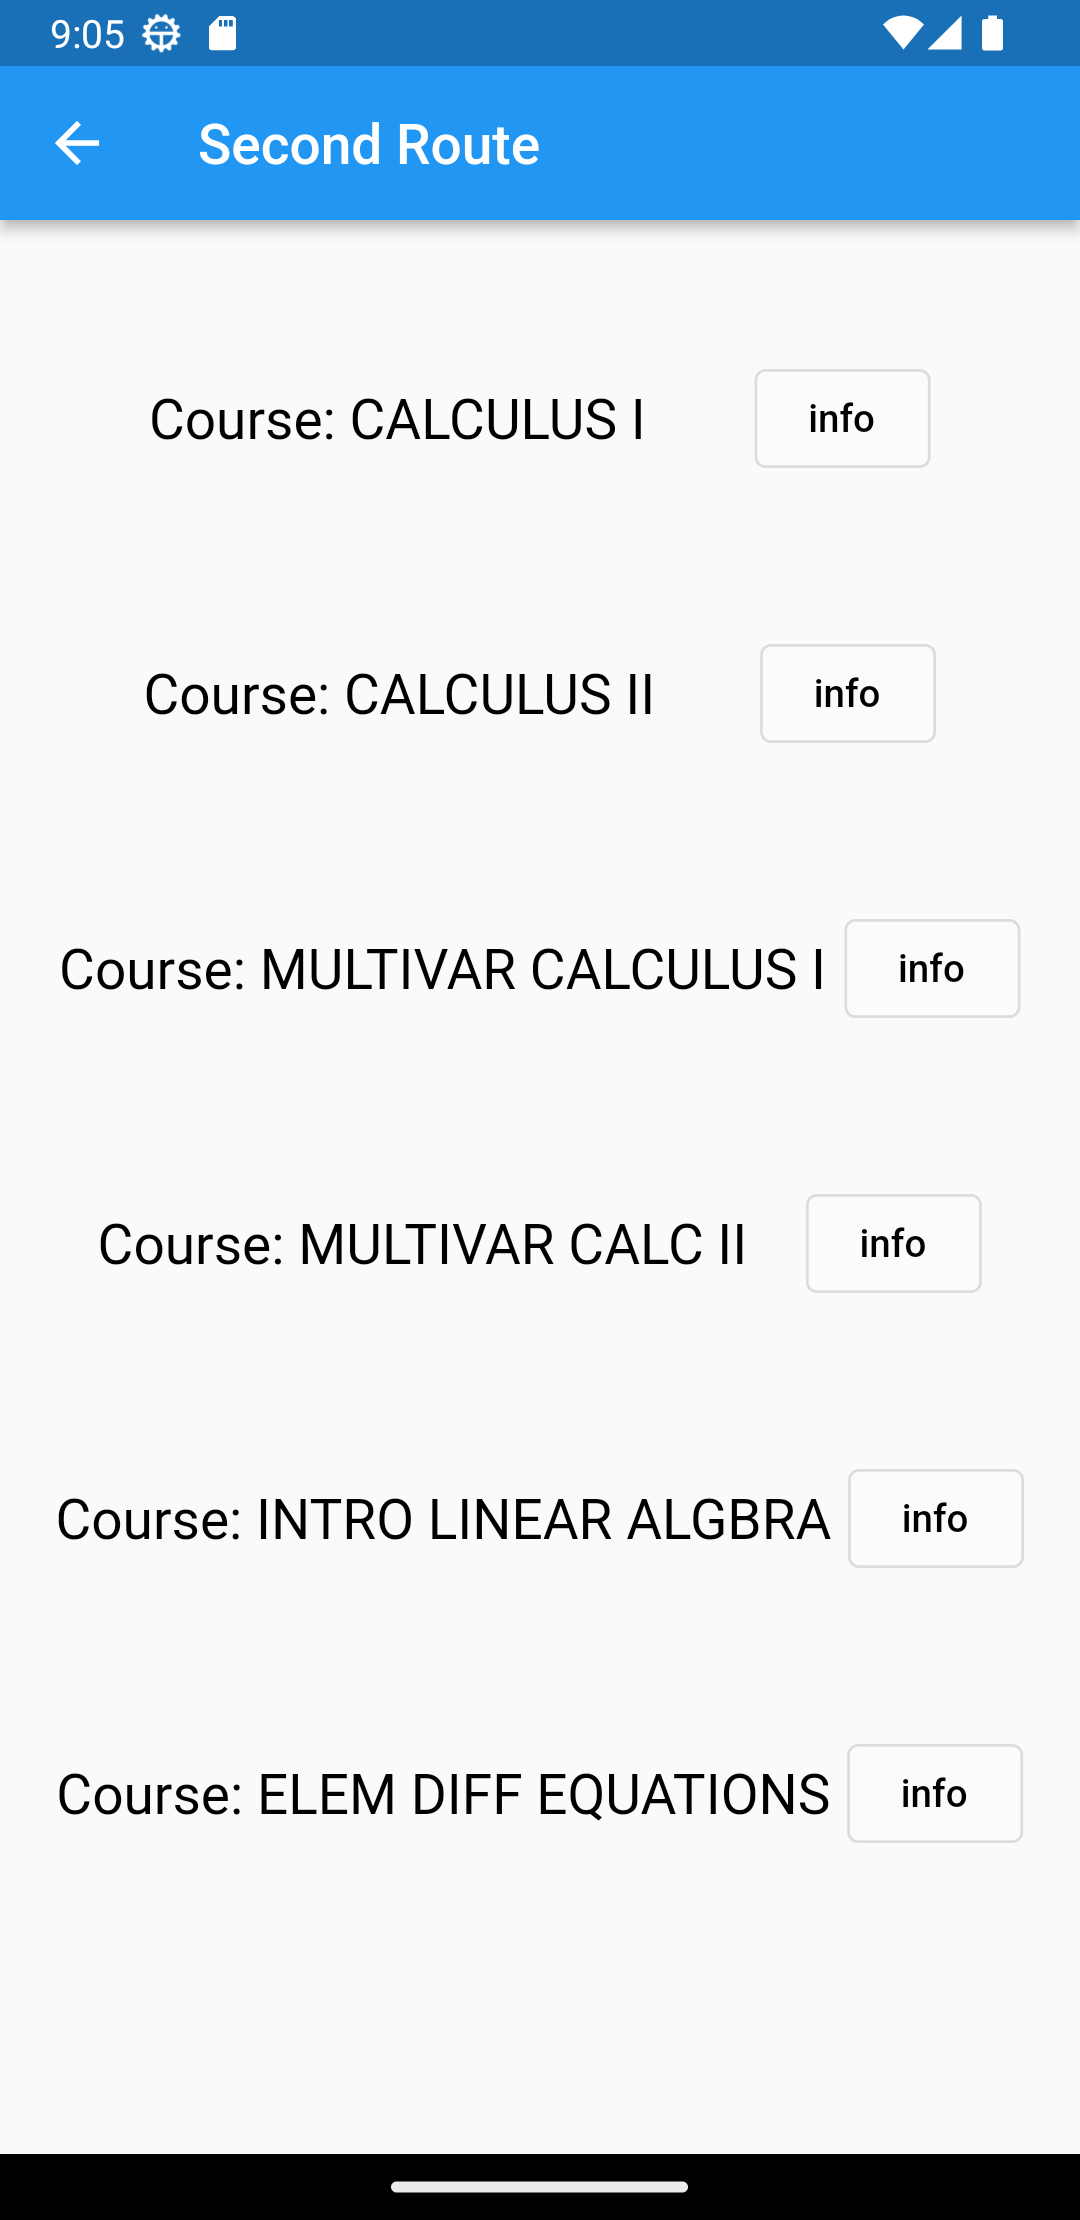 9:05
Second Route
Course: CALCULUS I info
Course: CALCULUS II info
Course: MULTIVAR CALCULUS I info
Course: MULTIVAR CALC II info
Course: INTRO LINEAR ALGBRA info
Course: ELEM DIFF EQUATIONS info